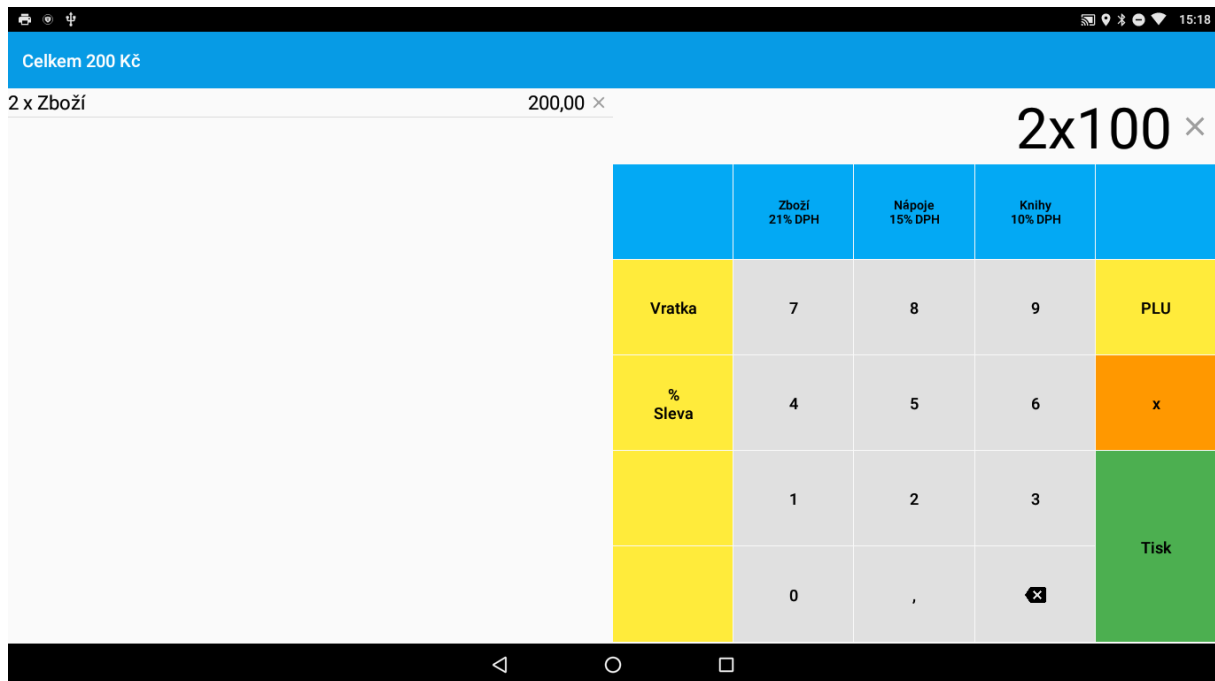 15:18
Celkem 200 Kč
2 x Zboží 200,00 ×
2x100 ×
Zboží
21% DPH
Nápoje
15% DPH
Knihy
10% DPH
Vratka 7 8 9 PLU
%
Sleva
4 5 6 x
1 2 3
Tisk
0 ,